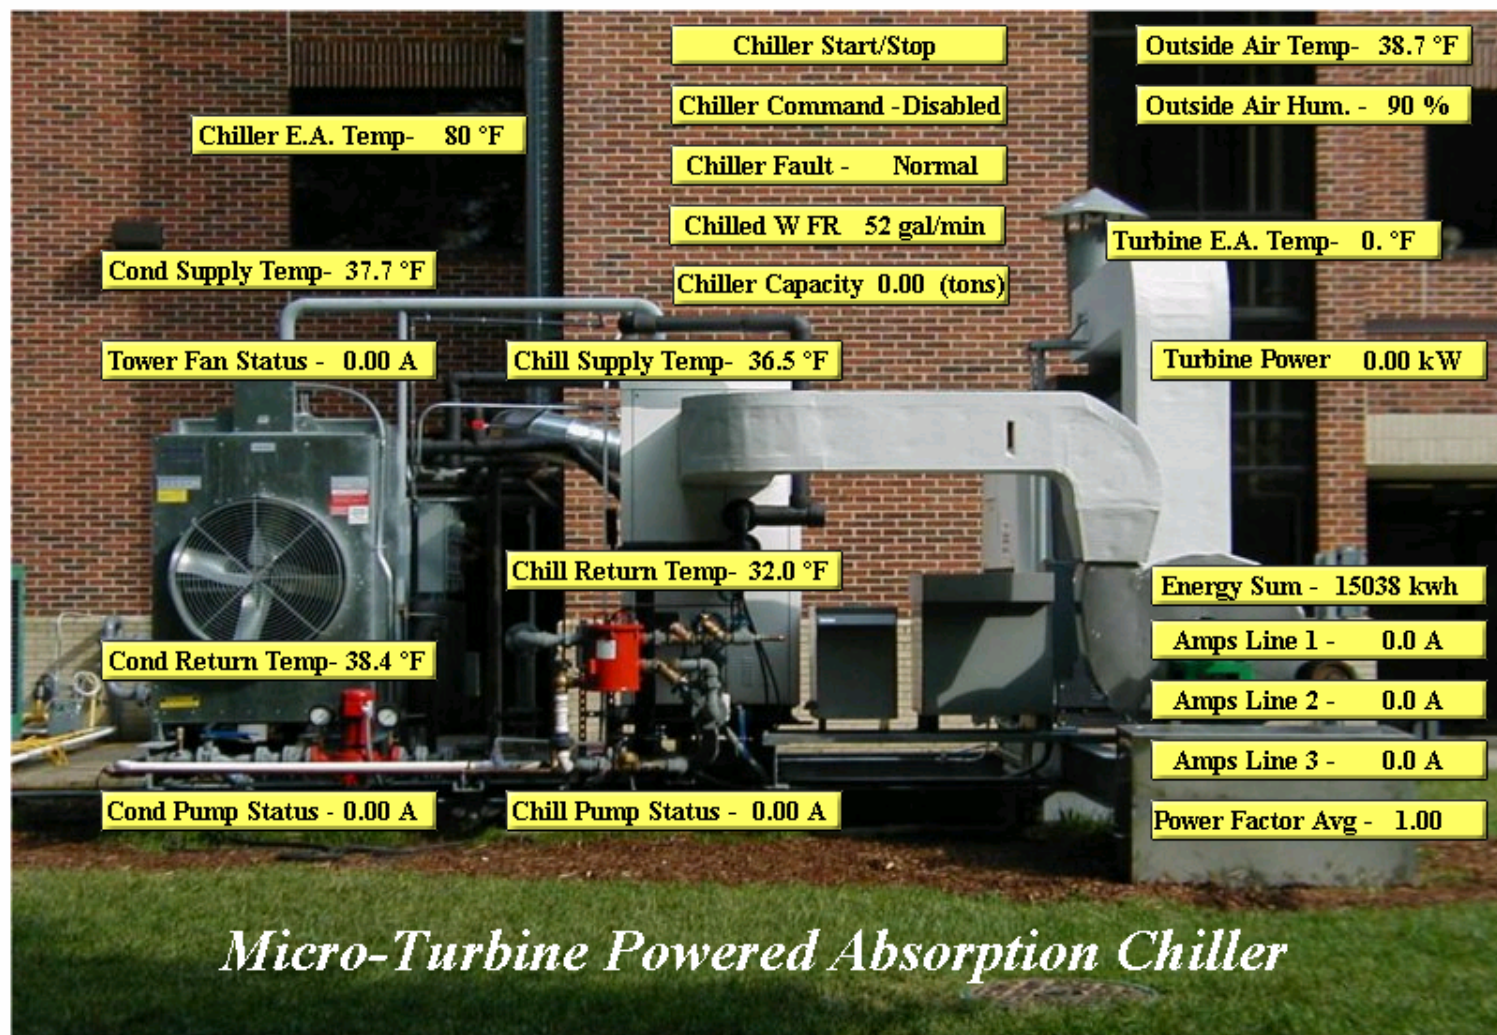 Chiller Start/Stop
Outside Air Temp- 38.7 °F
Chiller Command -Disabled
Outside Air Hum. - 90 %
Chiller E.A. Temp- 80 °F
Chiller Fault - Normal
Chilled W FR 52 gal/min
Turbine E.A. Temp- 0. °F
Cond Supply Temp- 37.7 °F
Chiller Capacity 0.00 (tons)
Tower Fan Status - 0.00 A
Chill Supply Temp- 36.5 °F
Turbine Power 0.00 kW
Chill Return Temp- 32.0 °F
Energy Sum - 15038 kwh
Amps Line 1 - 0.0 A
Cond Return Temp- 38.4 °F
Amps Line 2 - 0.0 A
Amps Line 3 - 0.0 A
Cond Pump Status - 0.00 A
Chill Pump Status - 0.00 A
Power Factor Avg - 1.00
Micro-Turbine Powered Absorption Chiller